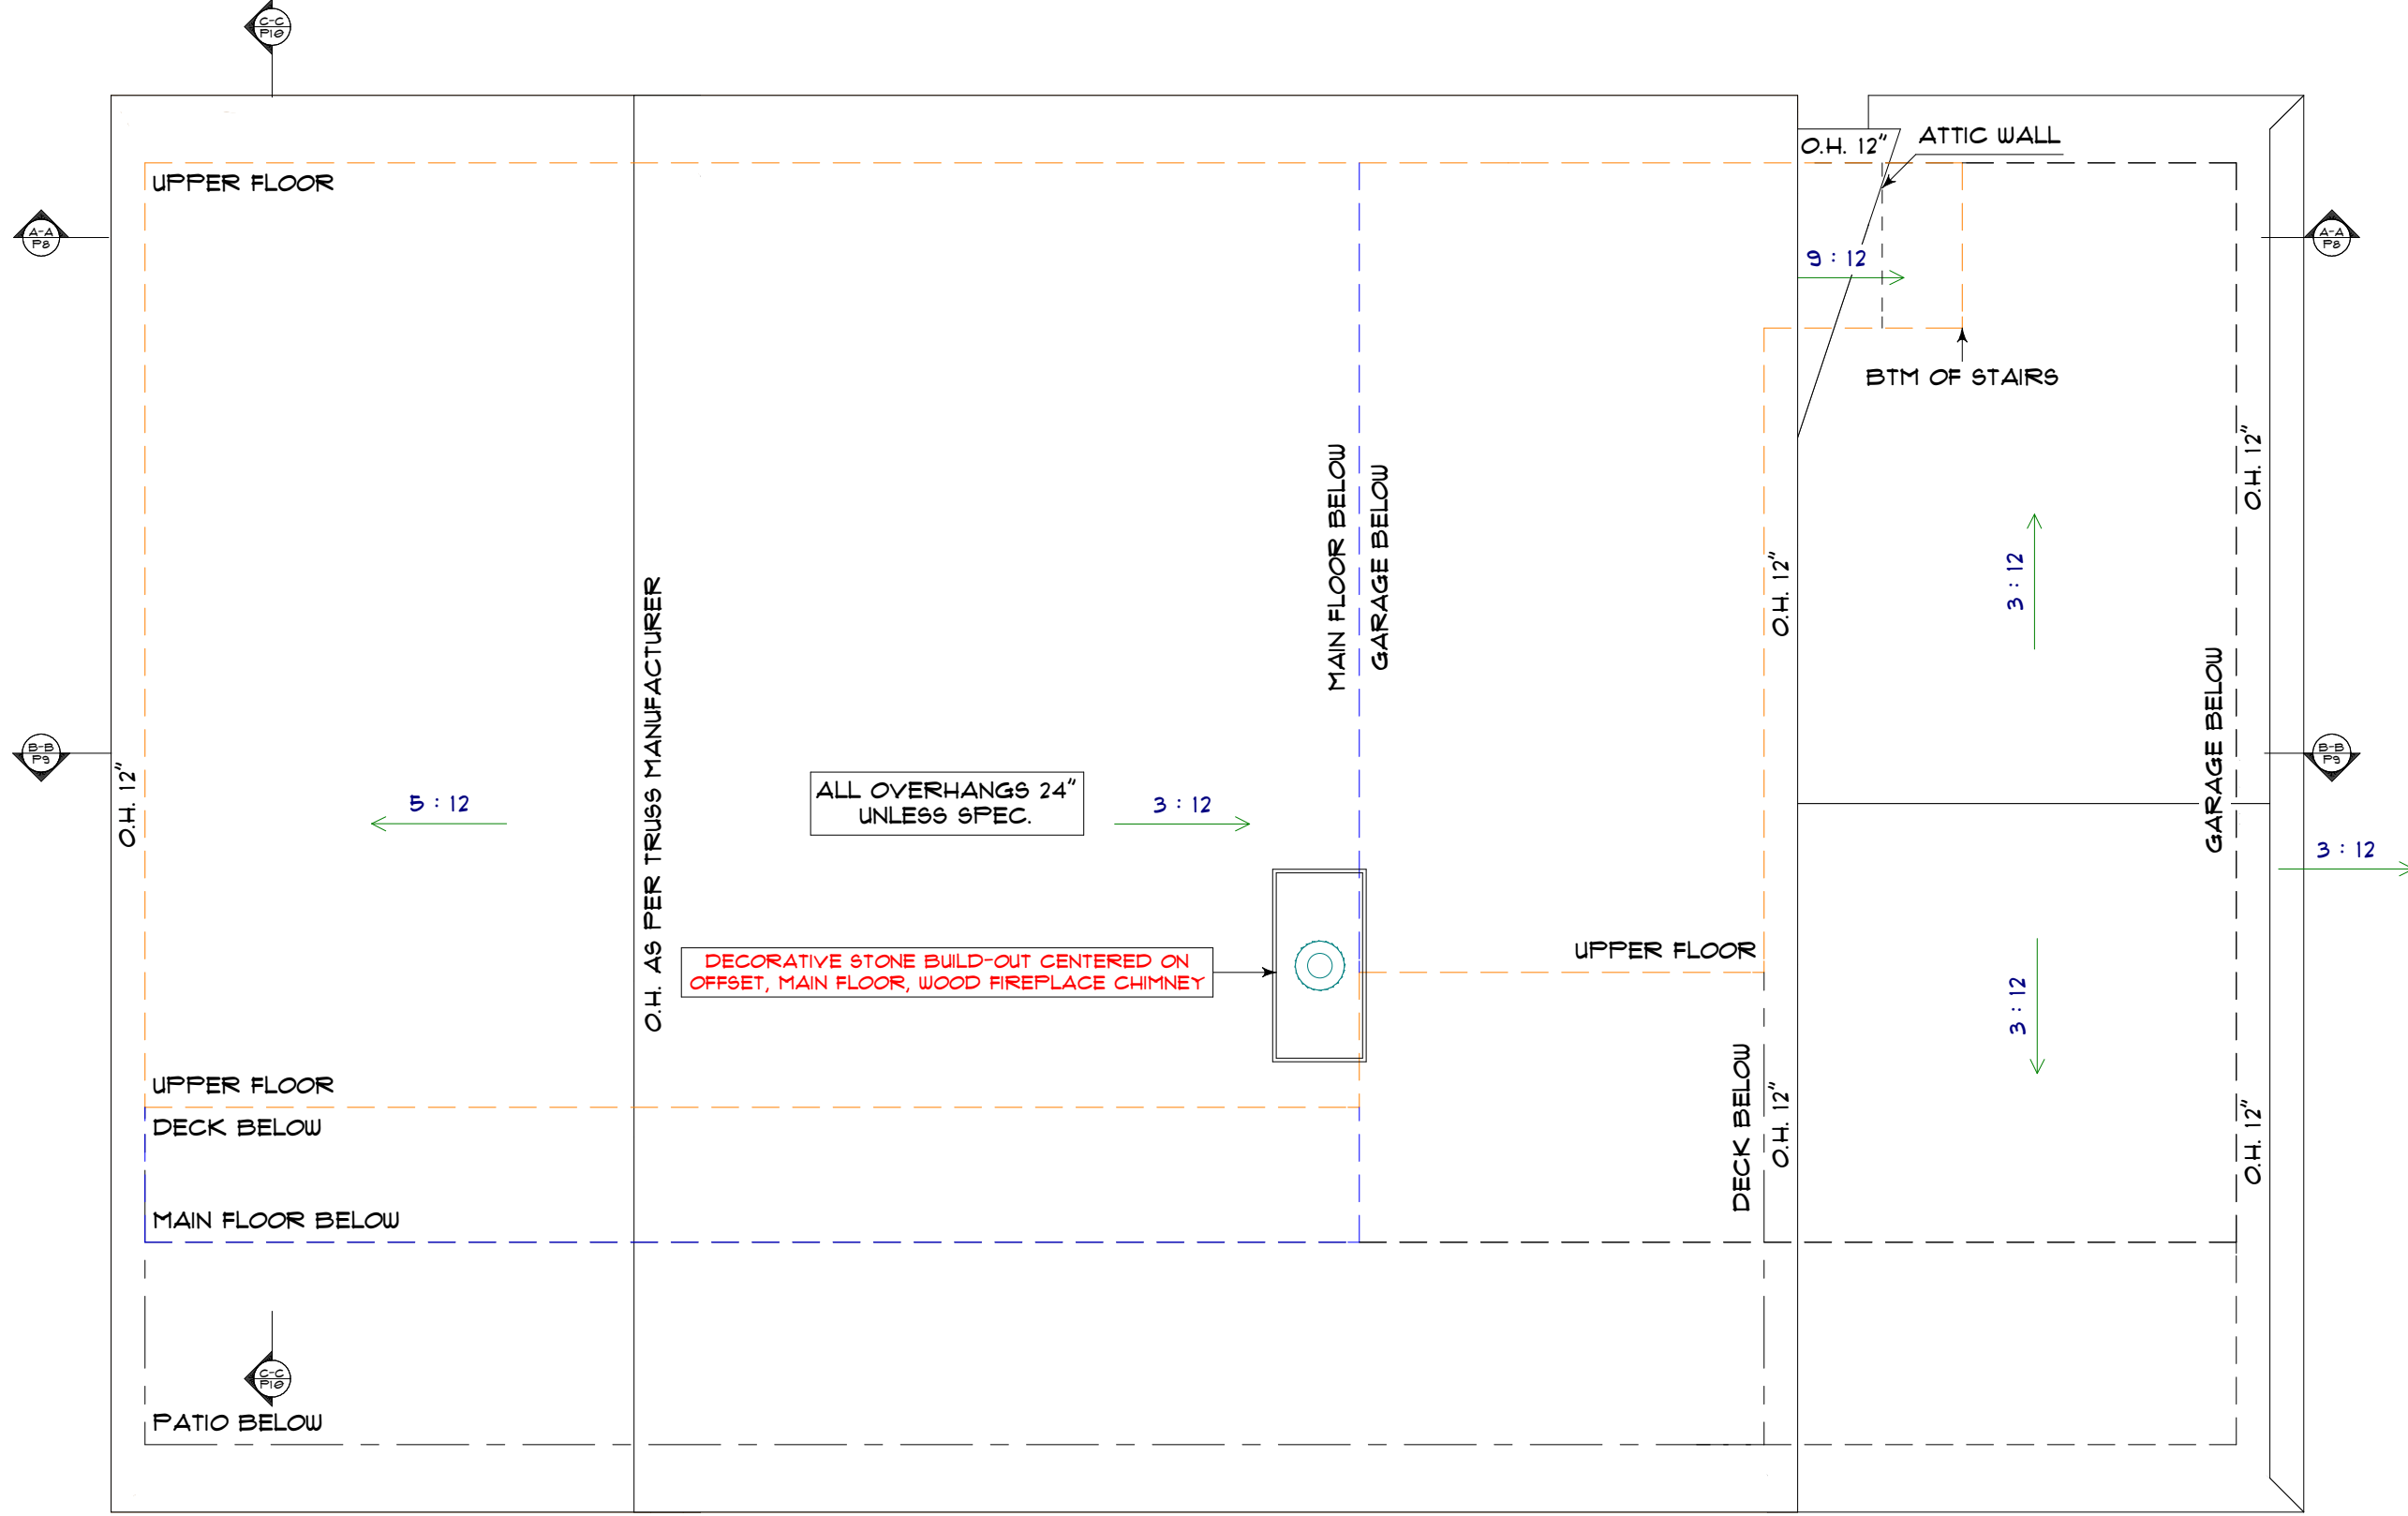 C-C
P10
O.H. 12"
ATTIC WALL
UPPER FLOOR
A-A
P8
A-A
P8
9 : 12
BTM OF STAIRS
MAIN FLOOR BELOW
GARAGE BELOW
O.H. 12"
O.H. 12"
3 : 12
O.H. AS PER TRUSS MANUFACTURER
GARAGE BELOW
B-B
P9
B-B
P9
O.H. 12"
5 : 12
ALL OVERHANGS 24"
UNLESS SPEC.
3 : 12
3 : 12
UPPER FLOOR
DECORATIVE STONE BUILD-OUT CENTERED ON
OFFSET, MAIN FLOOR, WOOD FIREPLACE CHIMNEY
3 : 12
UPPER FLOOR
DECK BELOW
DECK BELOW
O.H. 12"
O.H. 12"
MAIN FLOOR BELOW
C-C
P10
PATIO BELOW